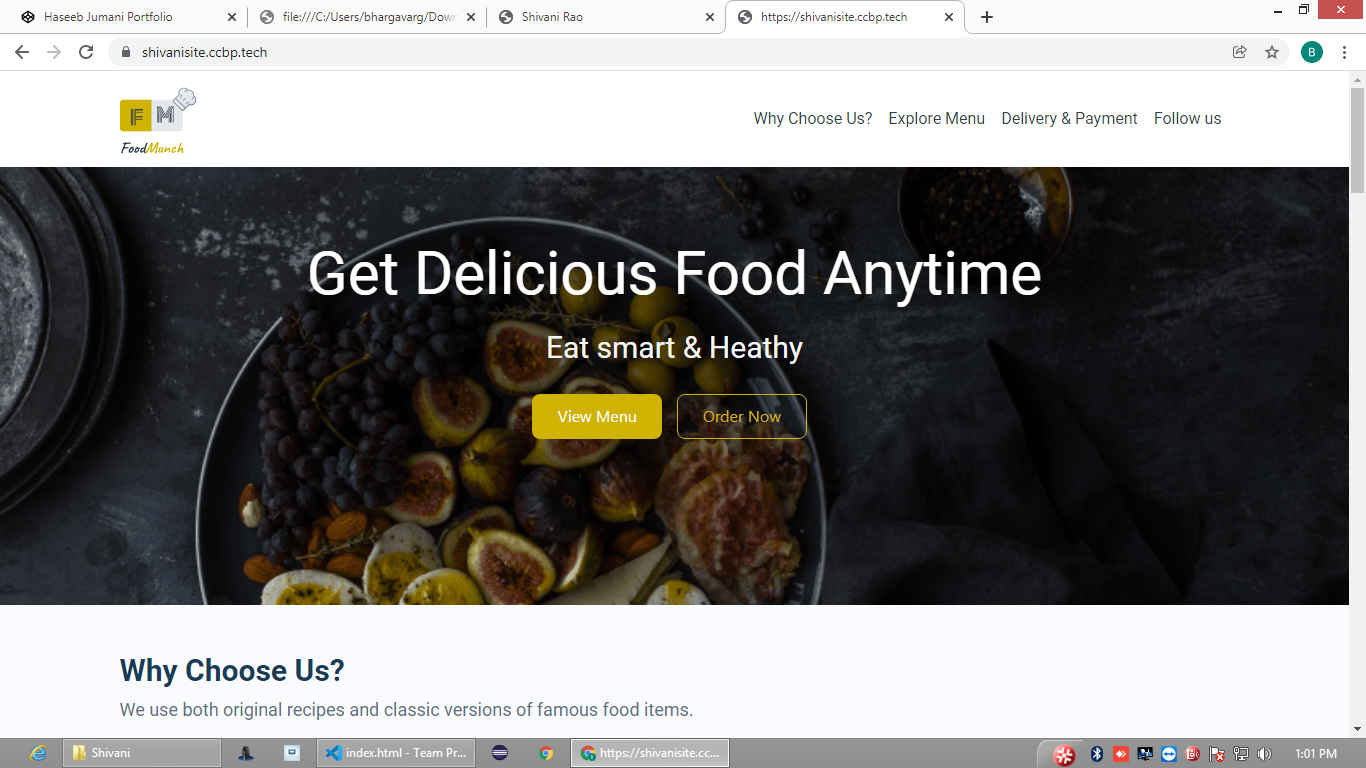 Haseeb Jumani Portfolio
file:///C:/Users/bhargavarg/Down
Shivani Rao
https://shivanisite.ccbp.tech
shivanisite.ccbp.tech
B
F M
FoodMunch
Why Choose Us?
Explore Menu
Delivery & Payment
Follow us
Get Delicious Food Anytime
Eat smart & Heathy
View Menu
Order Now
Why Choose Us?
We use both original recipes and classic versions of famous food items.
Shivani
index.html - Team Pr...
https://shivanisite.cc...
1:01 PM